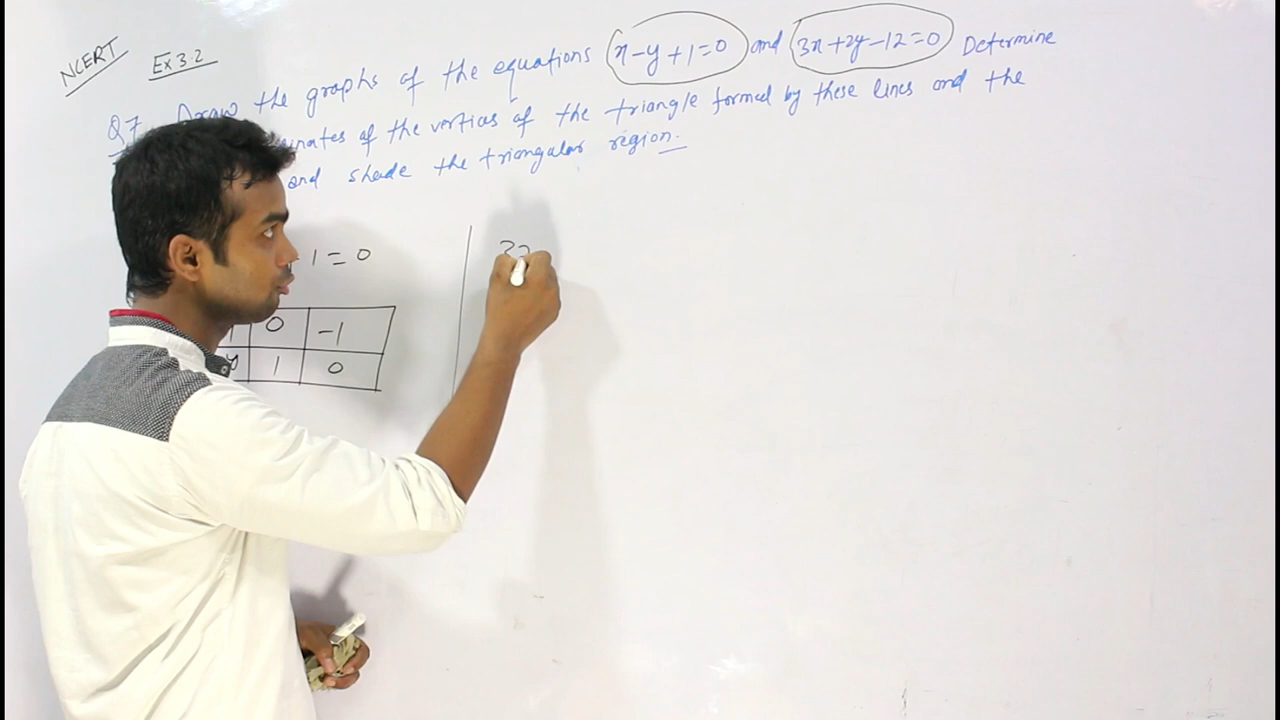 NCERT Ex 3.2
Q7 Draw the graphs of the equations x-y+1=0 and 3x+2y-12=0 Determine
of the vertices of the triangle formed by these lines and the
and shade the triangular region.
1 = 0
0 -1
y 1 0
3